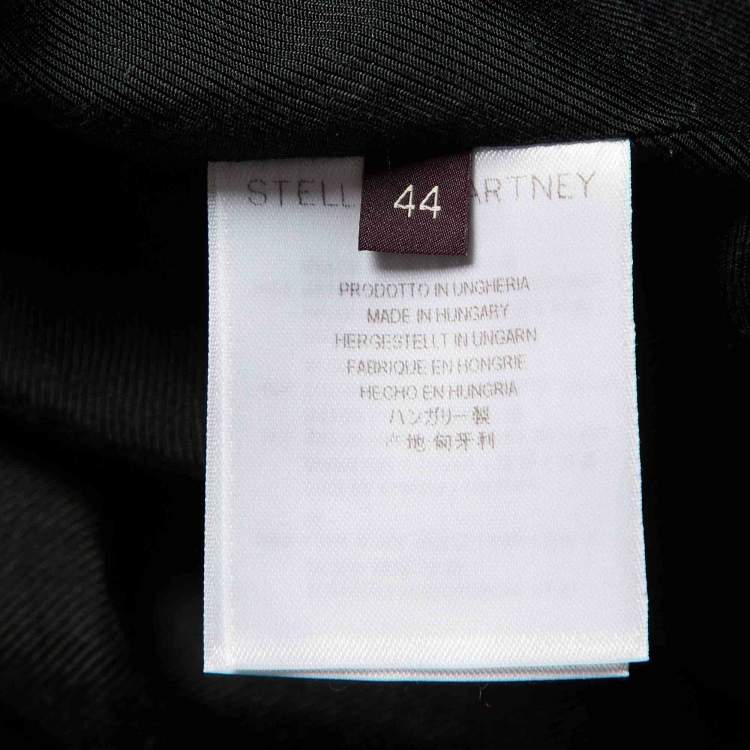 STELL ARTNEY
44
PRODOTTO IN UNGHERIA
MADE IN HUNGARY
HERGESTELLT IN UNGARN
FABRIQUE EN HONGRIE
HECHO EN HUNGRIA
ハンガリー製
产地 匈牙利